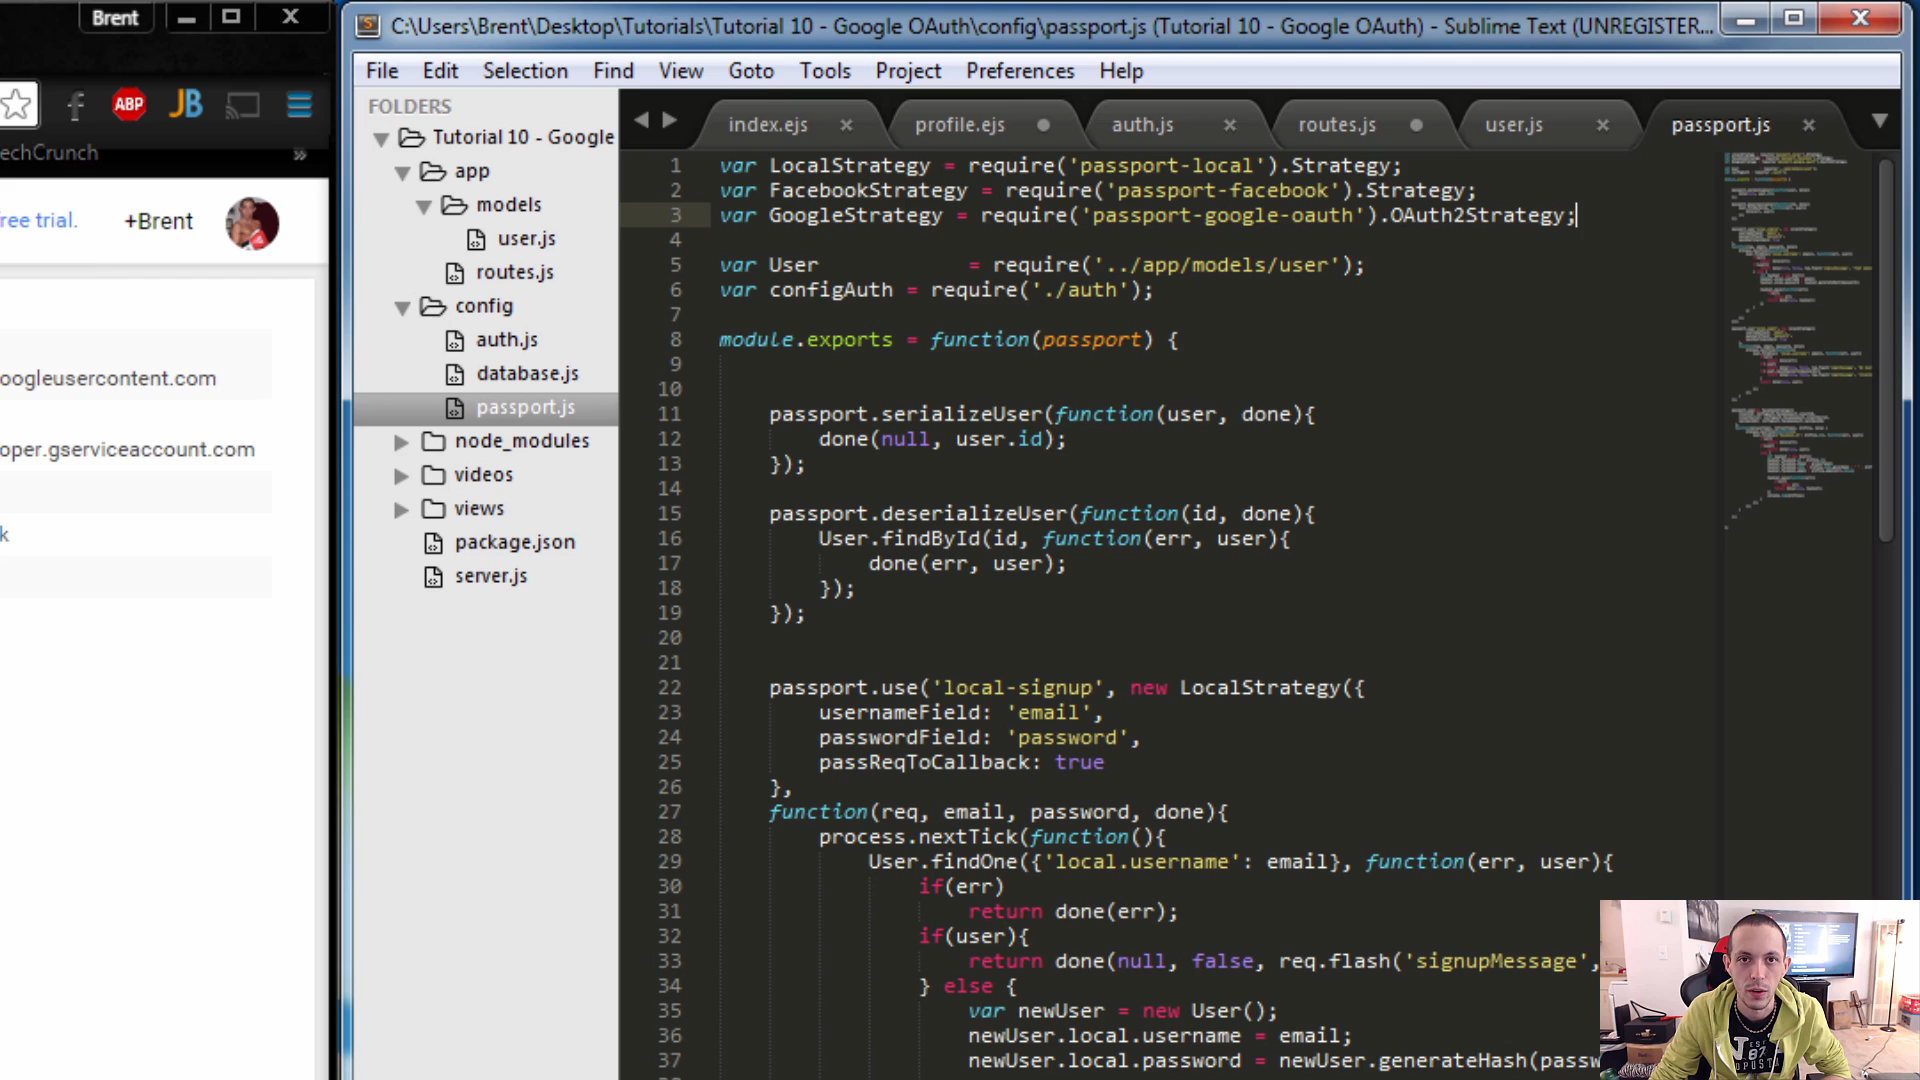 Brent
C:\Users\Brent\Desktop\Tutorials\Tutorial 10 - Google OAuth\config\passport.js (Tutorial 10 - Google OAuth) - Sublime Text (UNREGISTER...
File Edit Selection Find View Goto Tools Project Preferences Help
ABP JB
echCrunch »
ree trial. +Brent
oogleusercontent.com
oper.gserviceaccount.com
k
FOLDERS
Tutorial 10 - Google
app
models
user.js
routes.js
config
auth.js
database.js
passport.js
node_modules
videos
views
package.json
server.js
index.ejs profile.ejs auth.js routes.js user.js passport.js
1 var LocalStrategy = require('passport-local').Strategy;
2 var FacebookStrategy = require('passport-facebook').Strategy;
3 var GoogleStrategy = require('passport-google-oauth').OAuth2Strategy;
4
5 var User = require('../app/models/user');
6 var configAuth = require('./auth');
7
8 module.exports = function(passport) {
9
10
11 passport.serializeUser(function(user, done){
12 done(null, user.id);
13 });
14
15 passport.deserializeUser(function(id, done){
16 User.findById(id, function(err, user){
17 done(err, user);
18 });
19 });
20
21
22 passport.use('local-signup', new LocalStrategy({
23 usernameField: 'email',
24 passwordField: 'password',
25 passReqToCallback: true
26 },
27 function(req, email, password, done){
28 process.nextTick(function(){
29 User.findOne({'local.username': email}, function(err, user){
30 if(err)
31 return done(err);
32 if(user){
33 return done(null, false, req.flash('signupMessage',
34 } else {
35 var newUser = new User();
36 newUser.local.username = email;
37 newUser.local.password = newUser.generateHash(passw